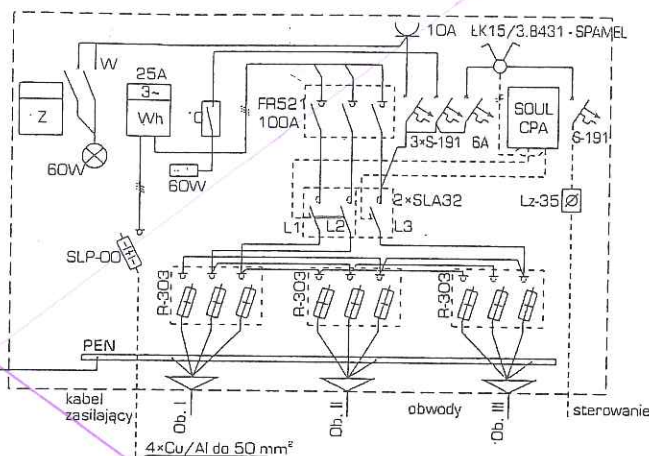 10A
ŁK15/3.8431 - SPAMEL
W
25A
3~
Wh
Z
C
FR52
100A
SOUL
CPA
3×S-191
6A
S-191
60W
60W
2×SLA32
Lz-35
L1
L2
L3
SLP-00
R-303
R-303
R-303
PEN
kabel
zasilający
Ob. I
Ob. II
obwody
Ob. III
sterowanie
4×Cu/Al do 50 mm²